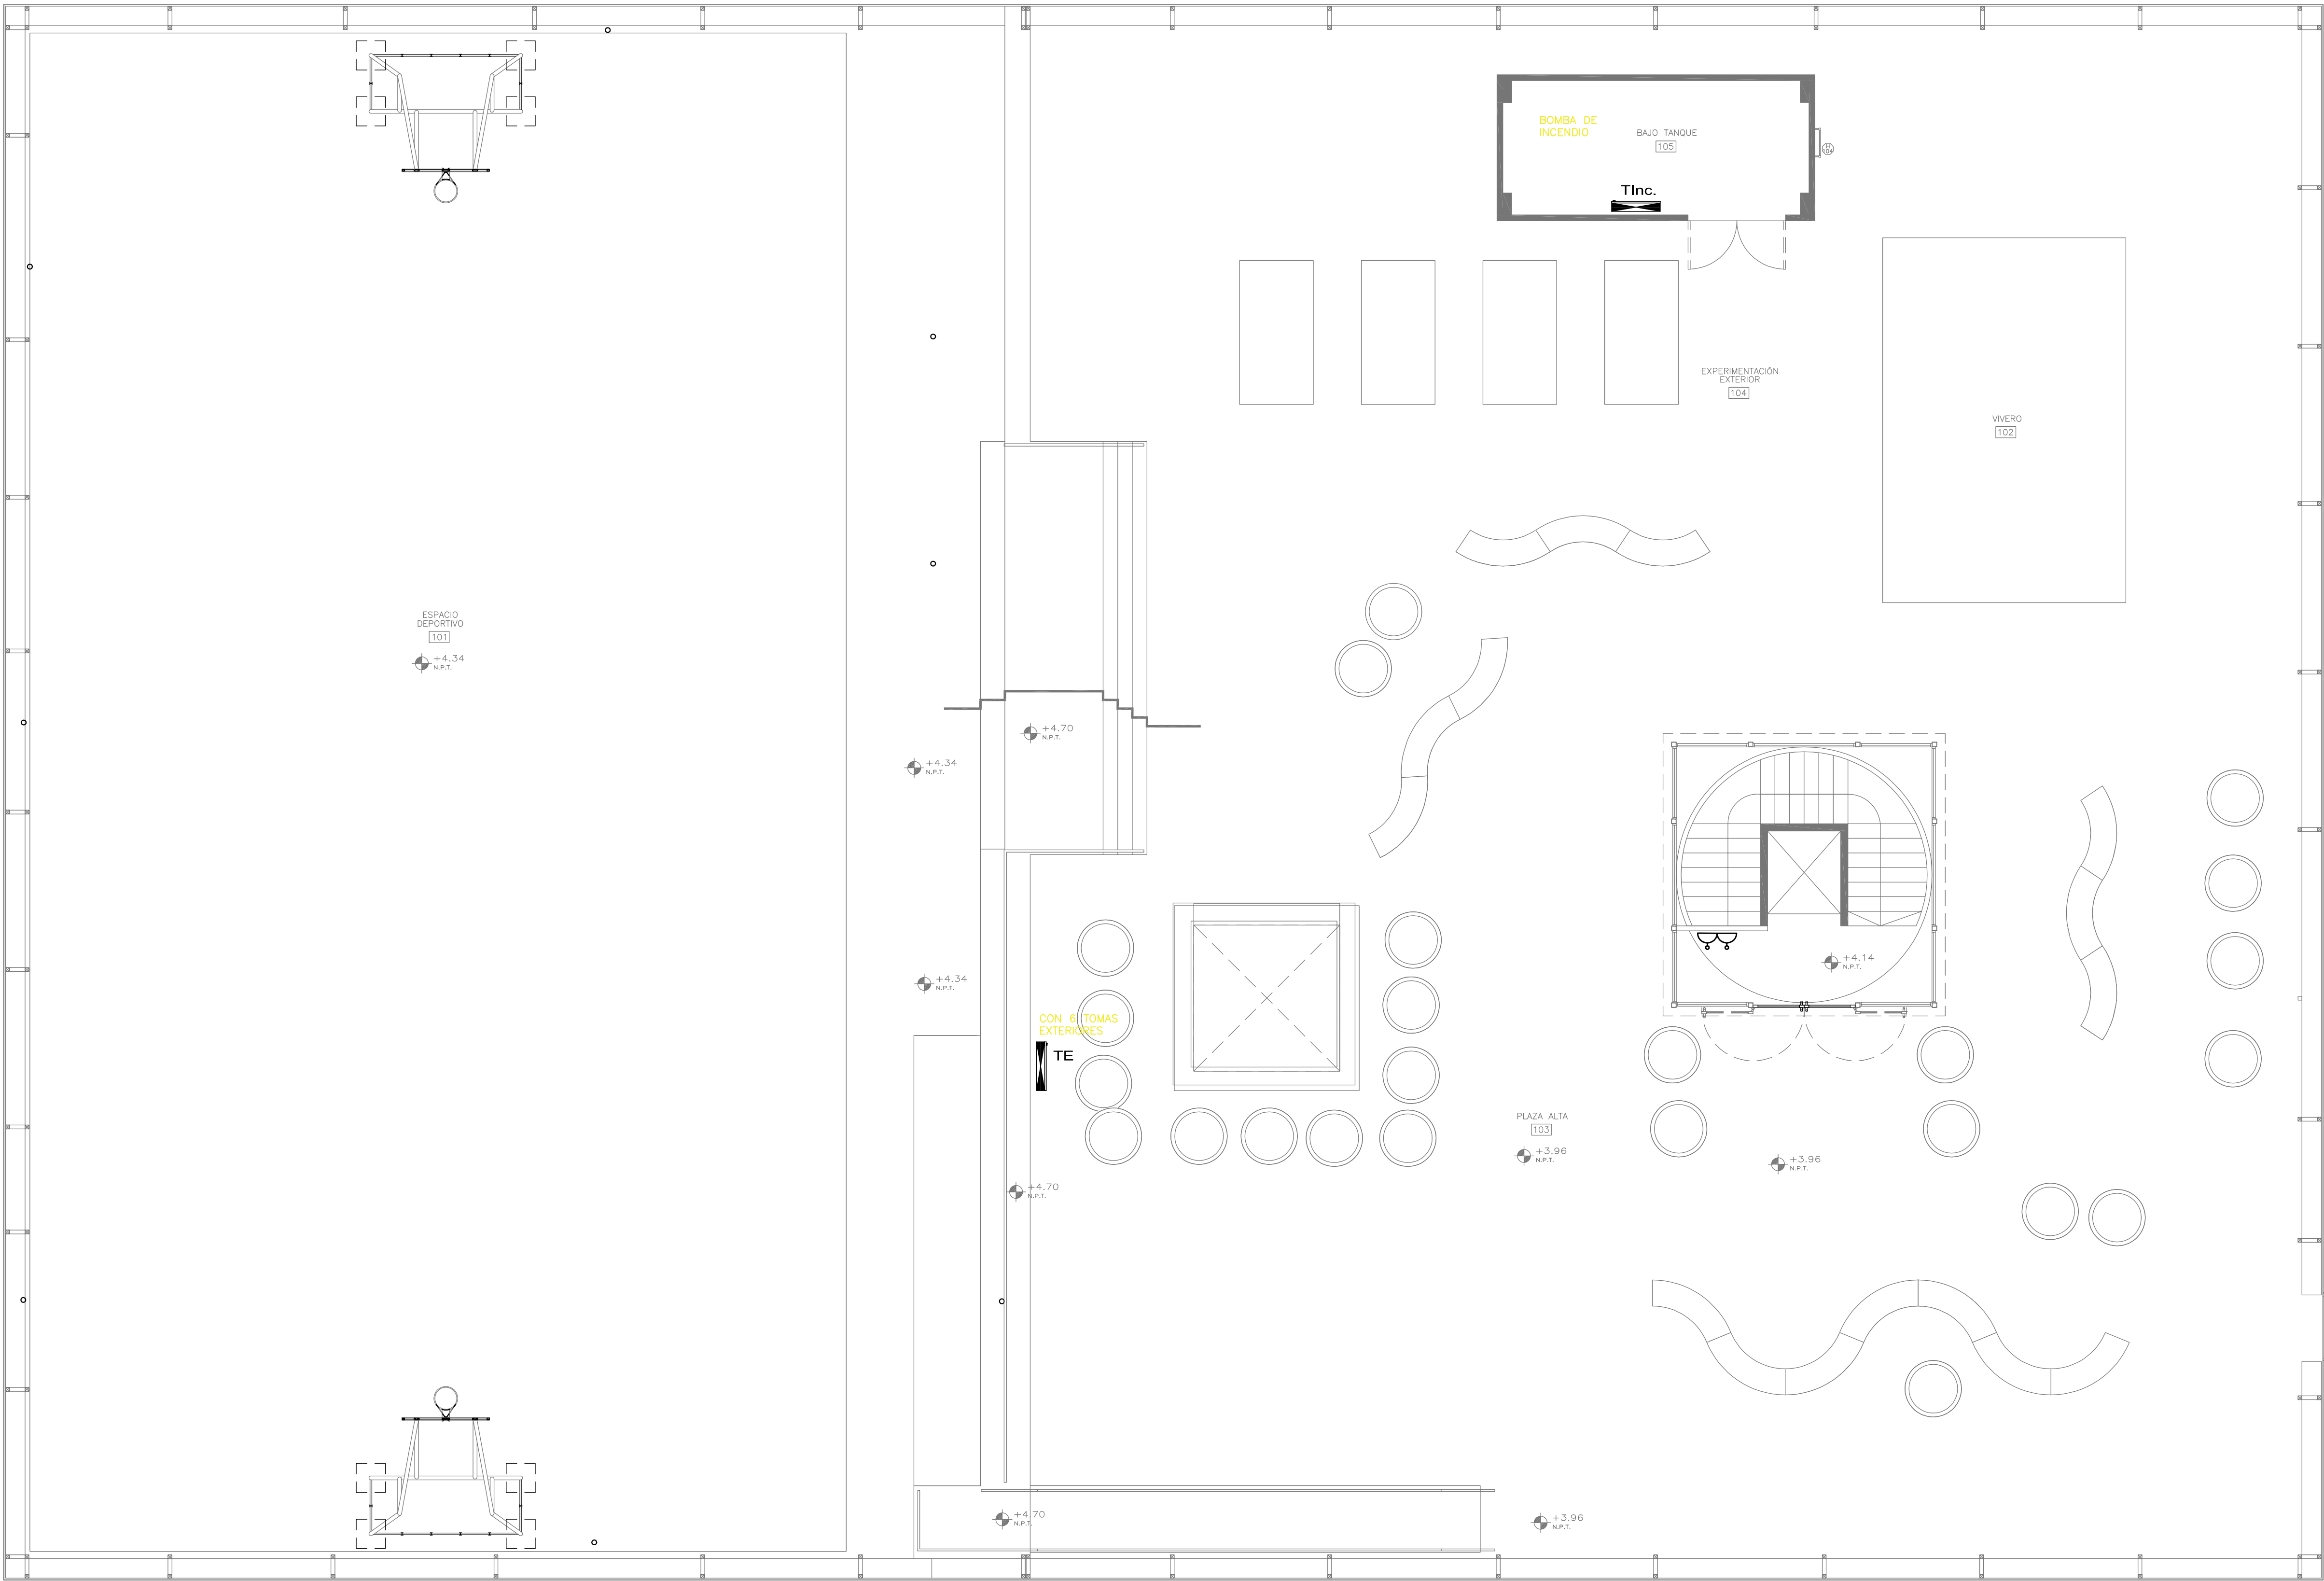 BOMBA DE
INCENDIO
BAJO TANQUE
105
H
104
TInc.
EXPERIMENTACIÓN
EXTERIOR
104
VIVERO
102
ESPACIO
DEPORTIVO
101
+4.34
N.P.T.
+4.70
N.P.T.
+4.34
N.P.T.
+4.14
N.P.T.
+4.34
N.P.T.
CON 6 TOMAS
EXTERIORES
TE
PLAZA ALTA
103
+3.96
N.P.T.
+3.96
N.P.T.
+4.70
N.P.T.
+4.70
N.P.T.
+3.96
N.P.T.